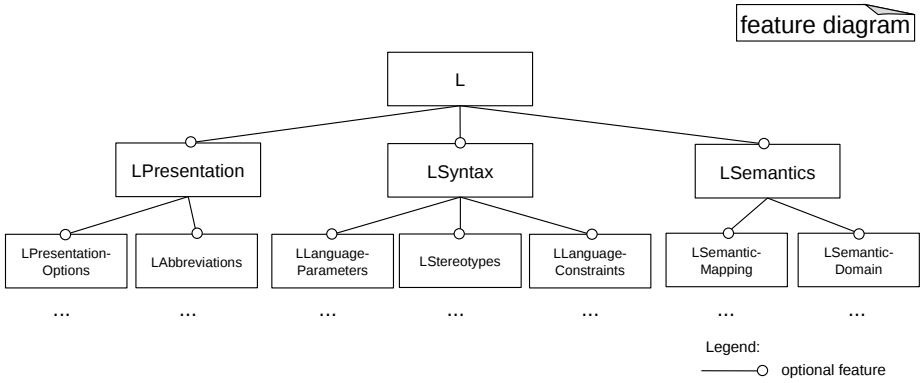 feature diagram
L
LPresentation
LSyntax
LSemantics
LPresentation-
Options
LAbbreviations
LLanguage-
Parameters
LStereotypes
LLanguage-
Constraints
LSemantic-
Mapping
LSemantic-
Domain
... ... ... ... ... ... ...
Legend:
optional feature